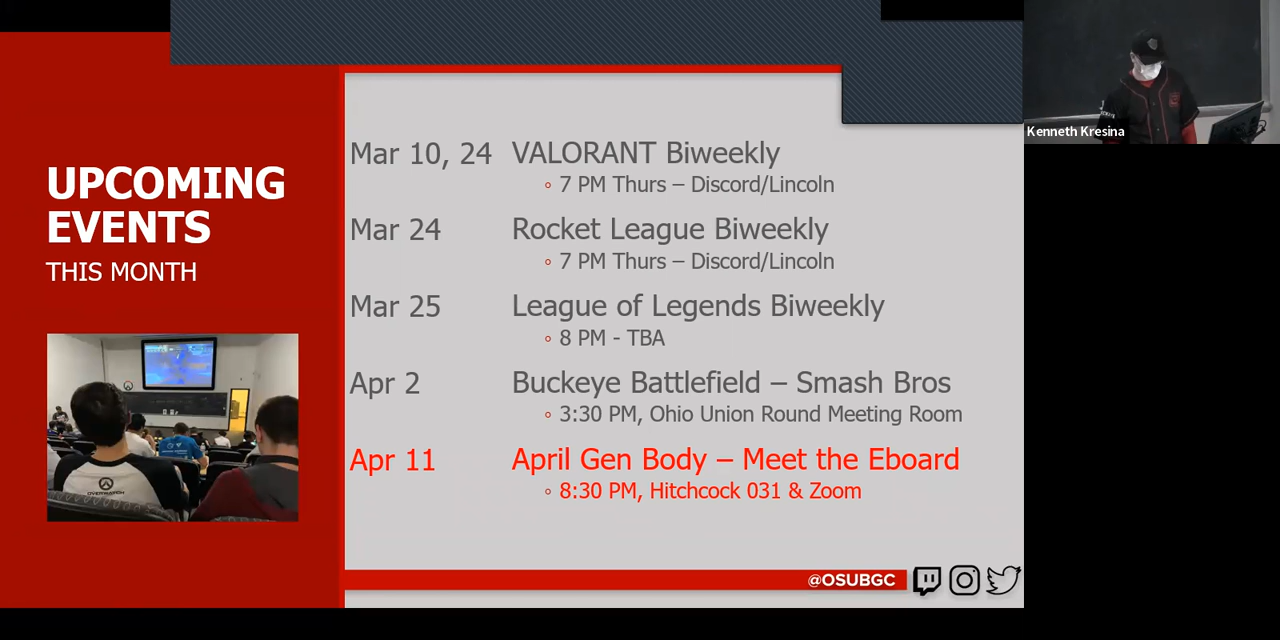 UPCOMING
EVENTS
THIS MONTH
OVERWATCH
Mar 10, 24 VALORANT Biweekly
7 PM Thurs – Discord/Lincoln
Mar 24 Rocket League Biweekly
7 PM Thurs – Discord/Lincoln
Mar 25 League of Legends Biweekly
8 PM - TBA
Apr 2 Buckeye Battlefield – Smash Bros
3:30 PM, Ohio Union Round Meeting Room
Apr 11 April Gen Body – Meet the Eboard
8:30 PM, Hitchcock 031 & Zoom
@OSUBGC
Kenneth Kresina